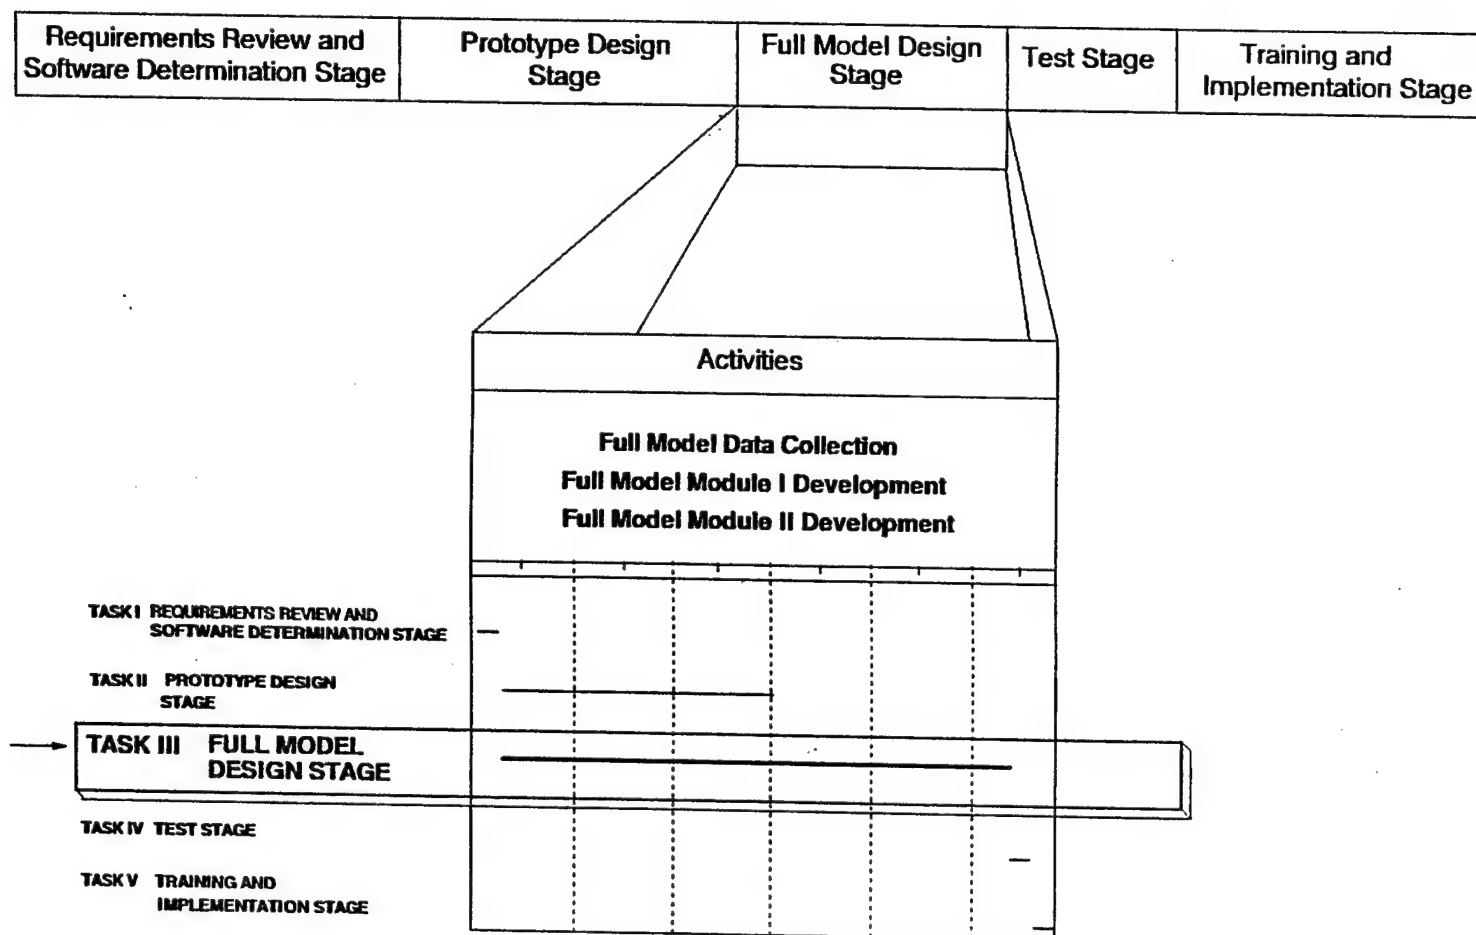 Requirements Review and
Software Determination Stage
Prototype Design
Stage
Full Model Design
Stage
Test Stage
Training and
Implementation Stage
Activities
Full Model Data Collection
Full Model Module I Development
Full Model Module II Development
TASK I REQUIREMENTS REVIEW AND
SOFTWARE DETERMINATION STAGE
TASK II PROTOTYPE DESIGN
STAGE
TASK III FULL MODEL
DESIGN STAGE
TASK IV TEST STAGE
TASK V TRAINING AND
IMPLEMENTATION STAGE